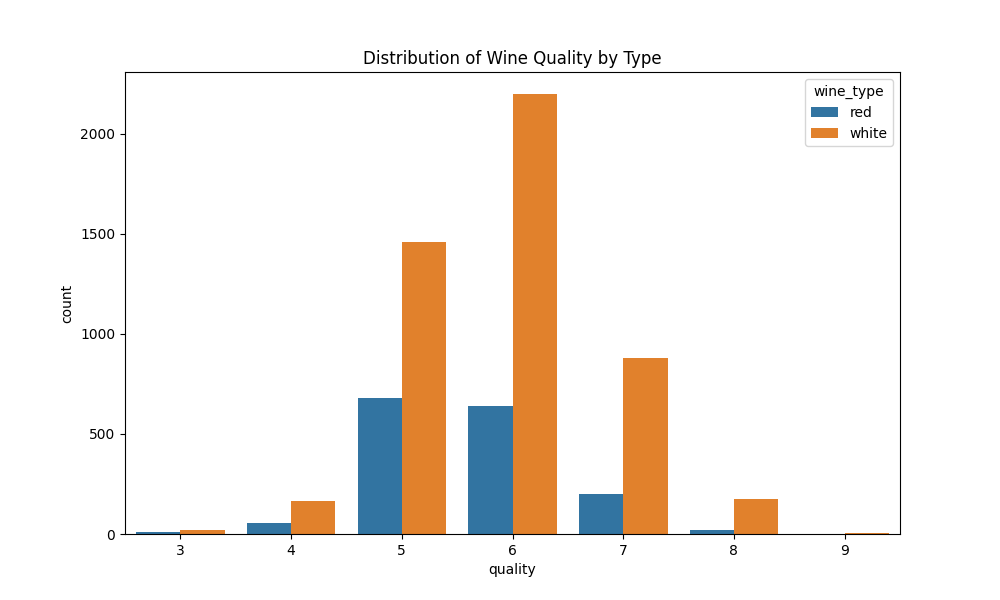 Distribution of Wine Quality by Type
wine_type
red
white
2000
1500
1000
500
0
count
3 4 5 6 7 8 9
quality